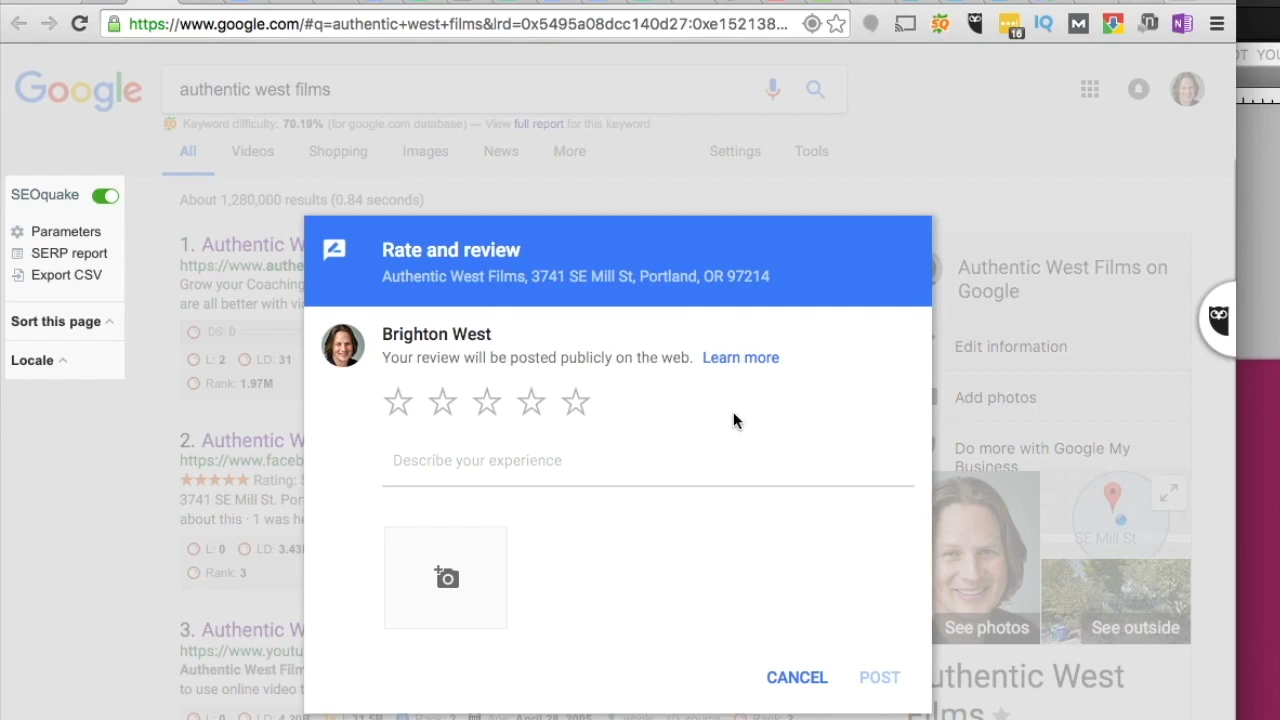 https://www.google.com/#q=authentic+west+films&lrd=0x5495a08dcc140d27:0xe152138...
16
IQ
M
OT YOU
Google
authentic west films
Keyword difficulty: 70.19% (for google.com database) — View full report for this keyword
All Videos Shopping Images News More Settings Tools
SEOquake
Parameters
SERP report
Export CSV
Sort this page
Locale
About 1,280,000 results (0.84 seconds)
1. Authentic W
https://www.authe
Grow your Coaching
are all better with vi
DS: 0
L: 2 LD: 31
Rank: 1.97M
2. Authentic W
https://www.faceb
Rating:
3741 SE Mill St. Por
about this · 1 was he
L: 0 LD: 3.43
Rank: 3
3. Authentic W
https://www.youtu
Authentic West Film
to use online video t
Rate and review
Authentic West Films, 3741 SE Mill St, Portland, OR 97214
Brighton West
Your review will be posted publicly on the web. Learn more
Describe your experience
CANCEL POST
Authentic West Films on
Google
Edit information
Add photos
Do more with Google My
Business
SE Mill St
See photos See outside
uthentic West
Films